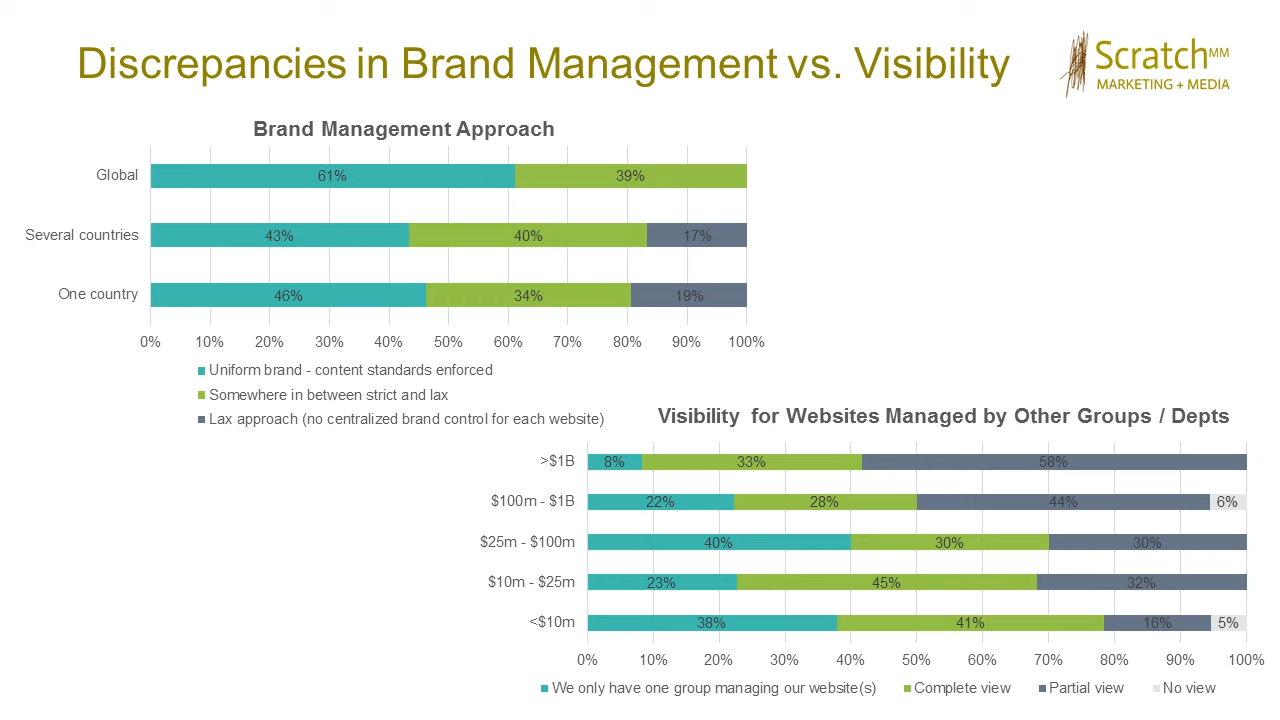 Discrepancies in Brand Management vs. Visibility
ScratchMM
MARKETING + MEDIA
Brand Management Approach
Global 61% 39%
Several countries 43% 40% 17%
One country 46% 34% 19%
0% 10% 20% 30% 40% 50% 60% 70% 80% 90% 100%
Uniform brand - content standards enforced
Somewhere in between strict and lax
Lax approach (no centralized brand control for each website)
Visibility for Websites Managed by Other Groups / Depts
>$1B 8% 33% 58%
$100m - $1B 22% 28% 44% 6%
$25m - $100m 40% 30% 30%
$10m - $25m 23% 45% 32%
<$10m 38% 41% 16% 5%
0% 10% 20% 30% 40% 50% 60% 70% 80% 90% 100%
We only have one group managing our website(s) Complete view Partial view No view